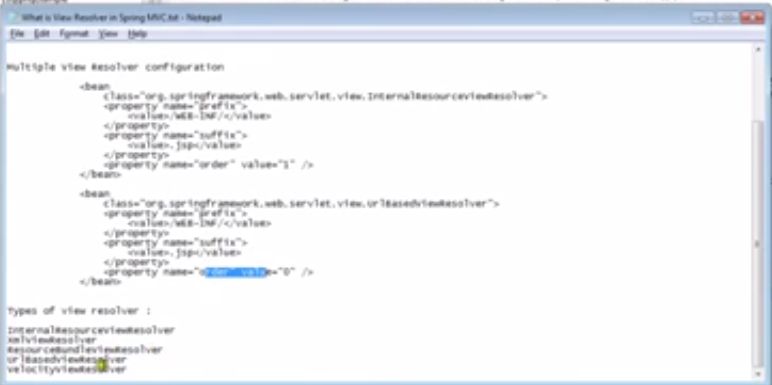 What is View Resolver in Spring MVC.txt - Notepad
File Edit Format View Help
Multiple View Resolver configuration
<bean
class="org.springframework.web.servlet.view.InternalResourceViewResolver">
<property name="prefix">
<value>/WEB-INF/</value>
</property>
<property name="suffix">
<value>.jsp</value>
</property>
<property name="order" value="1" />
</bean>
<bean
class="org.springframework.web.servlet.view.UrlBasedViewResolver">
<property name="prefix">
<value>/WEB-INF/</value>
</property>
<property name="suffix">
<value>.jsp</value>
</property>
<property name="order" value="0" />
</bean>
Types of view resolver :
InternalResourceViewResolver
XmlViewResolver
ResourceBundleViewResolver
UrlBasedViewResolver
VelocityViewResolver